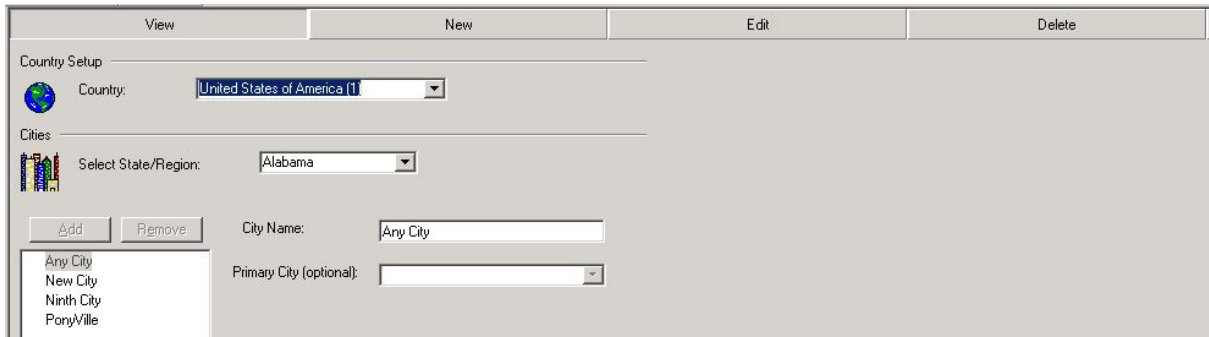 View New Edit Delete
Country Setup
Country: United States of America (1)
Cities
Select State/Region: Alabama
Add Remove City Name: Any City
Any City
Primary City (optional):
New City
Ninth City
PonyVille